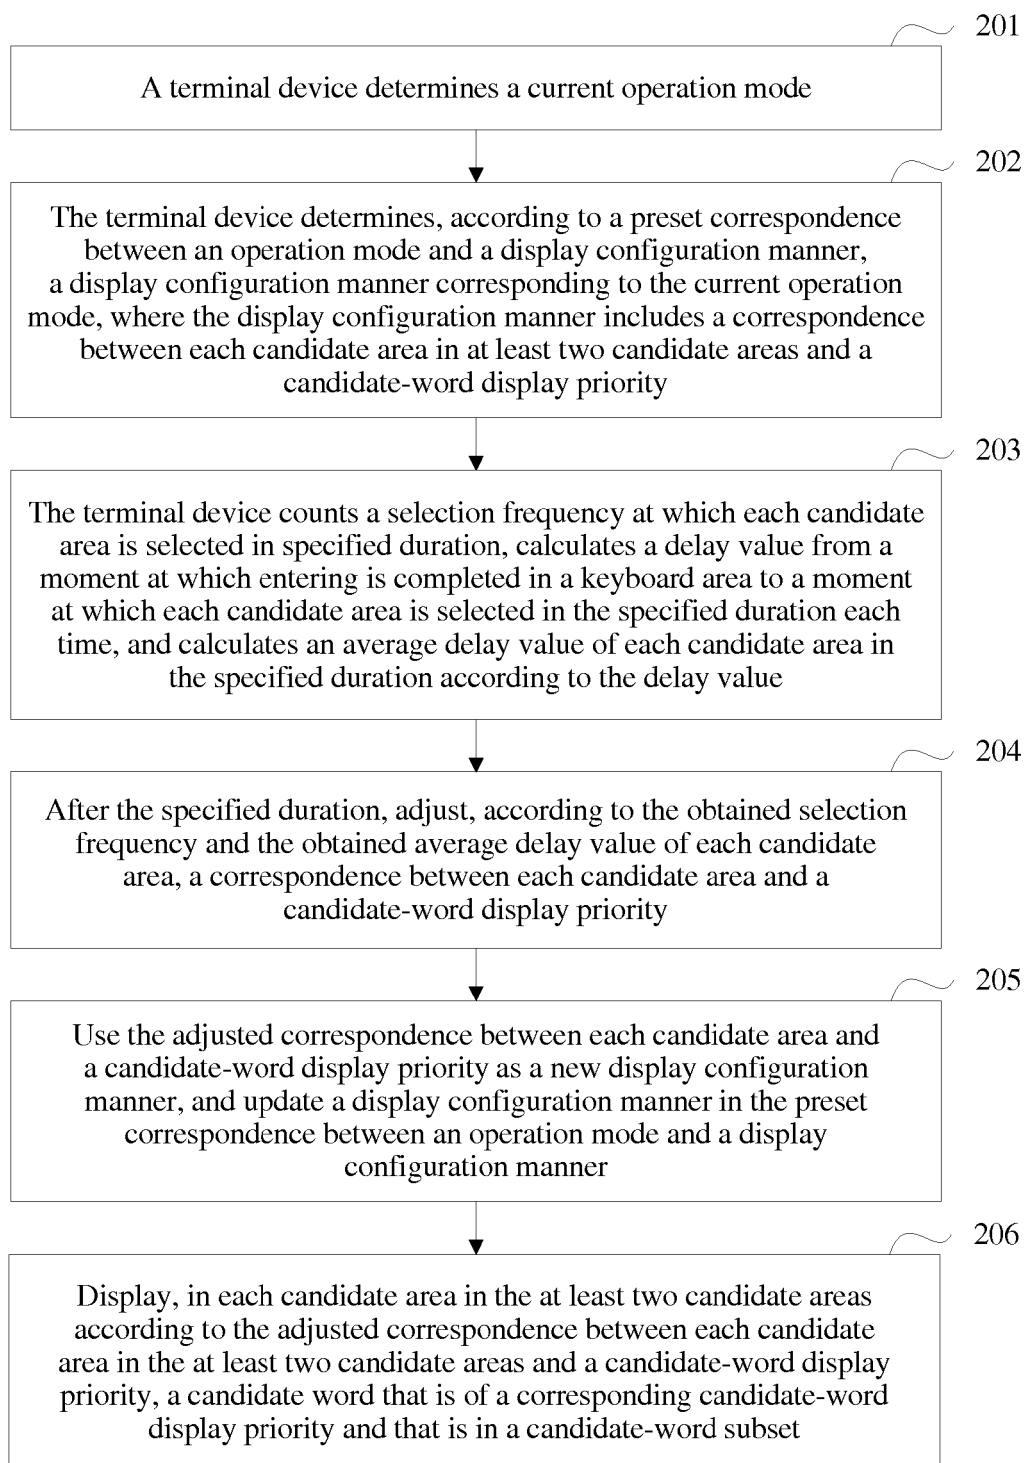 201
A terminal device determines a current operation mode
202
The terminal device determines, according to a preset correspondence
between an operation mode and a display configuration manner,
a display configuration manner corresponding to the current operation
mode, where the display configuration manner includes a correspondence
between each candidate area in at least two candidate areas and a
candidate-word display priority
203
The terminal device counts a selection frequency at which each candidate
area is selected in specified duration, calculates a delay value from a
moment at which entering is completed in a keyboard area to a moment
at which each candidate area is selected in the specified duration each
time, and calculates an average delay value of each candidate area in
the specified duration according to the delay value
204
After the specified duration, adjust, according to the obtained selection
frequency and the obtained average delay value of each candidate
area, a correspondence between each candidate area and a
candidate-word display priority
205
Use the adjusted correspondence between each candidate area and
a candidate-word display priority as a new display configuration
manner, and update a display configuration manner in the preset
correspondence between an operation mode and a display
configuration manner
206
Display, in each candidate area in the at least two candidate areas
according to the adjusted correspondence between each candidate
area in the at least two candidate areas and a candidate-word display
priority, a candidate word that is of a corresponding candidate-word
display priority and that is in a candidate-word subset